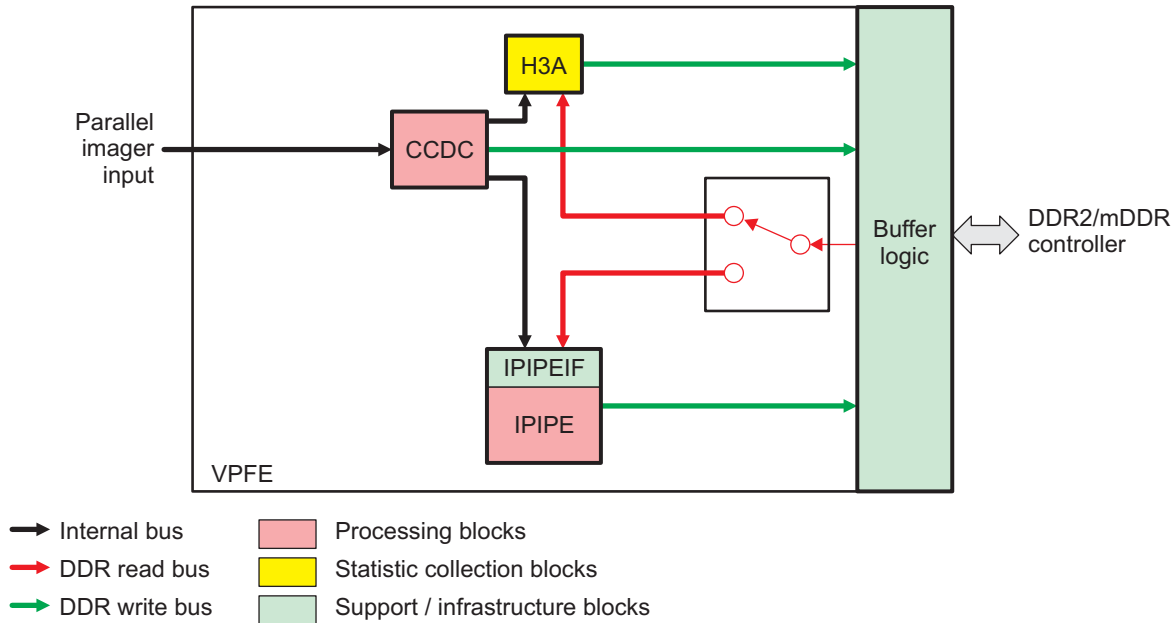 H3A
Parallel
imager
input
CCDC
Buffer
logic
DDR2/mDDR
controller
IPIPEIF
IPIPE
VPFE
Internal bus
Processing blocks
DDR read bus
Statistic collection blocks
DDR write bus
Support / infrastructure blocks